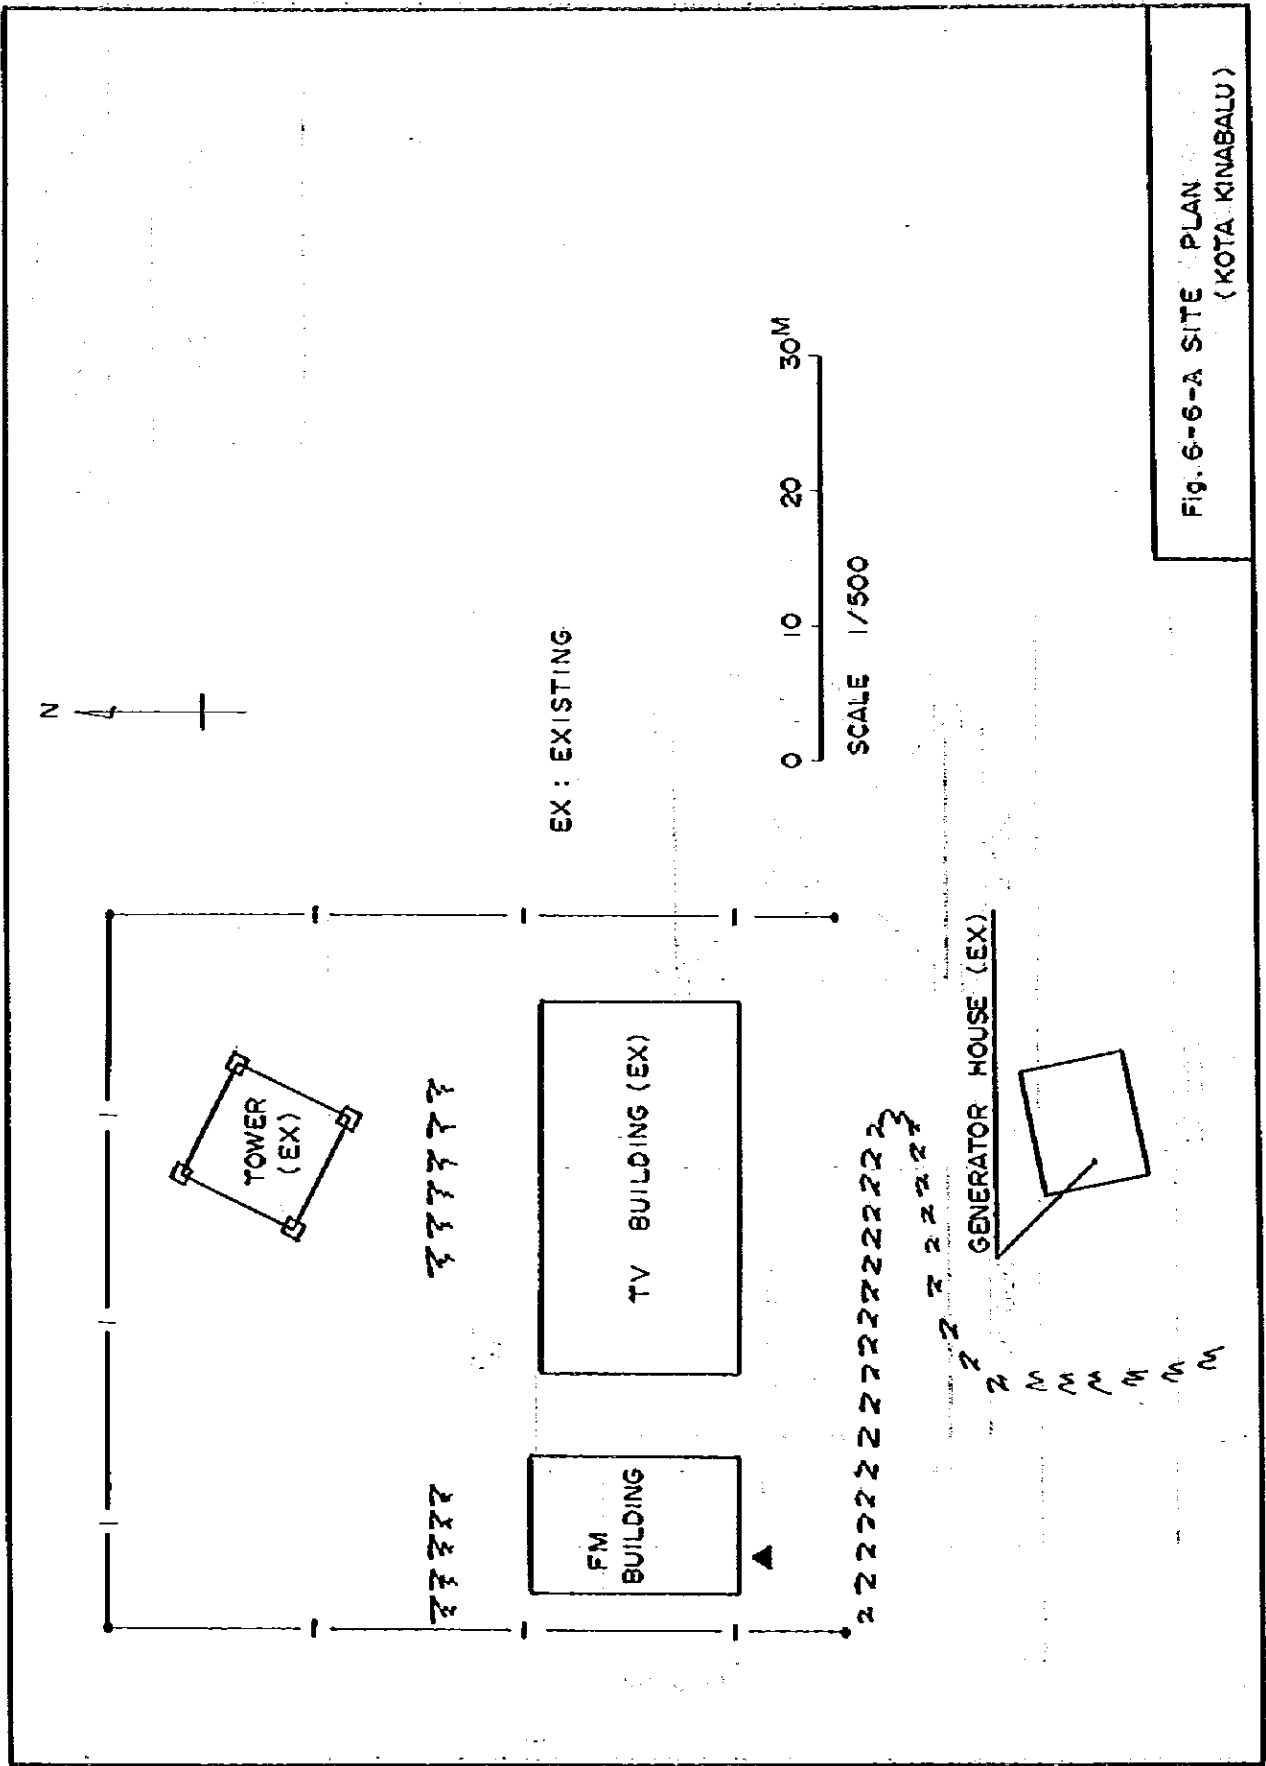 N
TOWER
(EX)
EX : EXISTING
FM
BUILDING
TV BUILDING (EX)
0 10 20 30M
SCALE 1/500
GENERATOR HOUSE (EX)
Fig. 6-6-A SITE PLAN
(KOTA KINABALU)